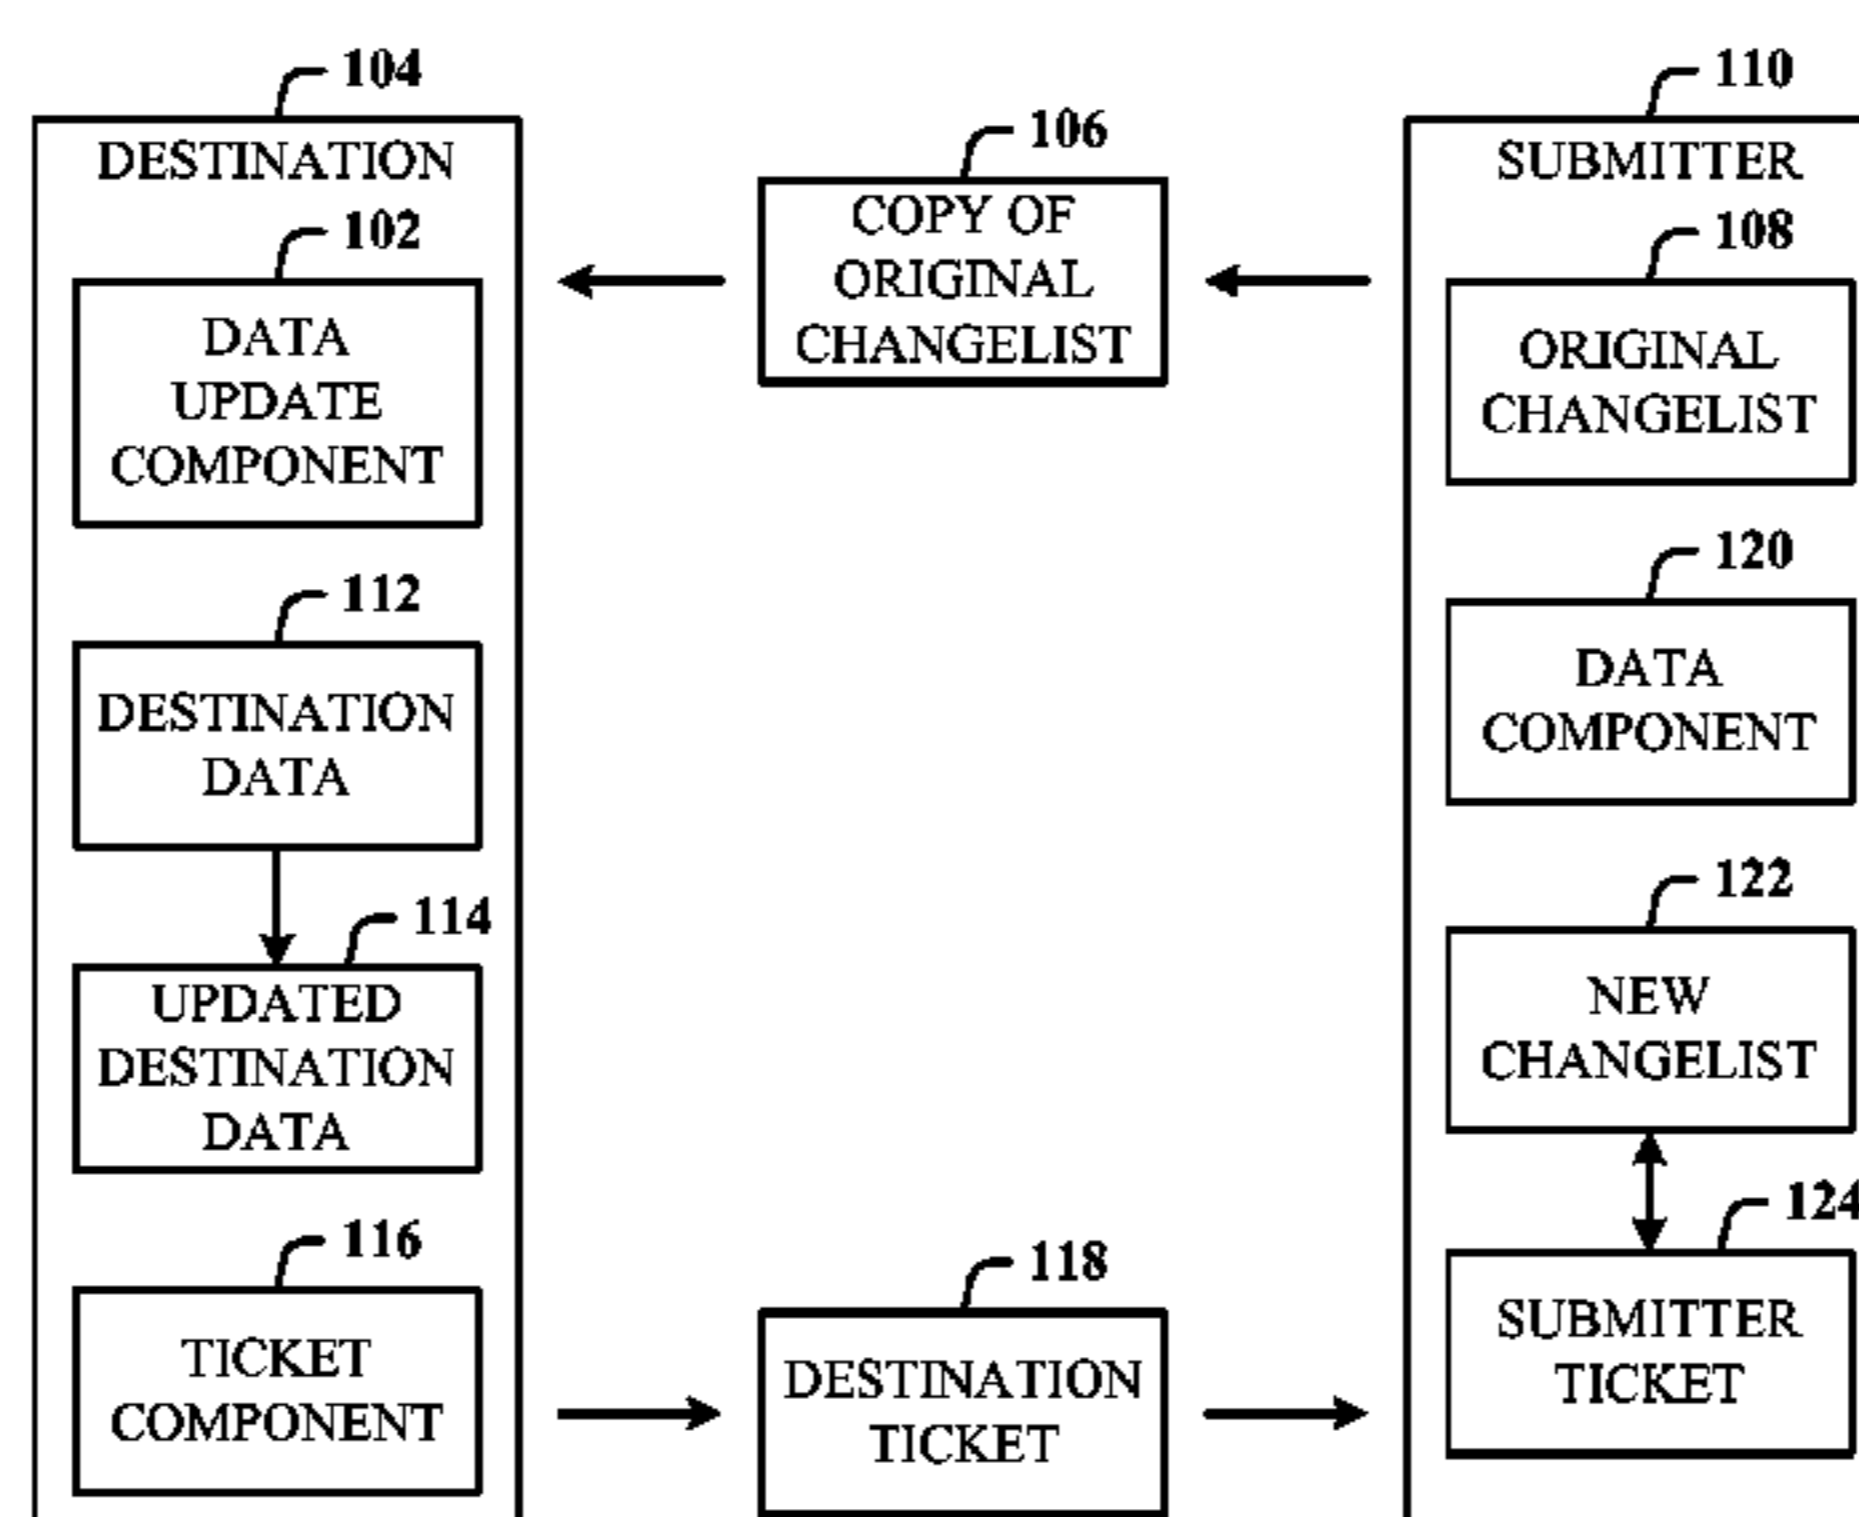 104
DESTINATION
102
DATA
UPDATE
COMPONENT
112
DESTINATION
DATA
114
UPDATED
DESTINATION
DATA
116
TICKET
COMPONENT
106
COPY OF
ORIGINAL
CHANGELIST
118
DESTINATION
TICKET
110
SUBMITTER
108
ORIGINAL
CHANGELIST
120
DATA
COMPONENT
122
NEW
CHANGELIST
124
SUBMITTER
TICKET